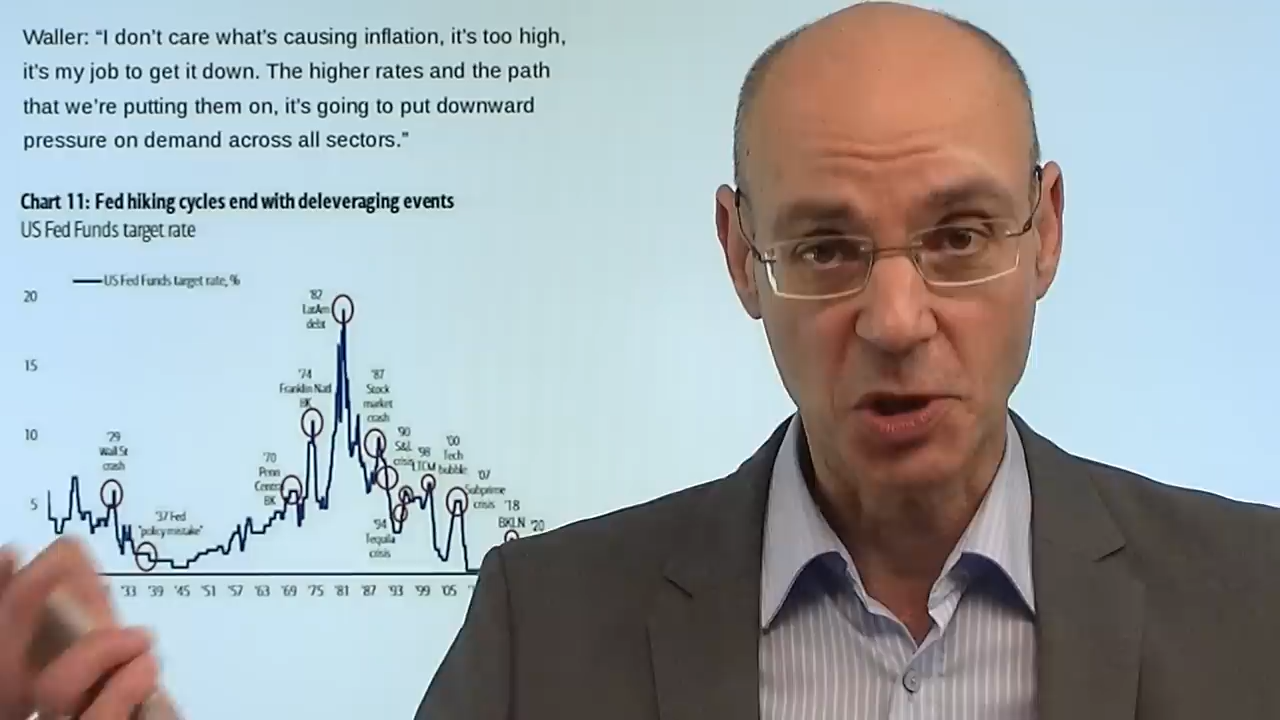 Waller: “I don’t care what’s causing inflation, it’s too high,
it’s my job to get it down. The higher rates and the path
that we’re putting them on, it’s going to put downward
pressure on demand across all sectors.”
Chart 11: Fed hiking cycles end with deleveraging events
US Fed Funds target rate
US Fed Funds target rate, %
20
15
10
5
'82
LatAm
debt
'74
Franklin Natl
BK
'87
Stock
market
crash
'29
Wall St
crash
'70
Penn
Central
BK
'90
S&L
crisis
'98
LTCM
'00
Tech
bubble
'07
Subprime
crisis
'37 Fed
"policy mistake"
'94
Tequila
crisis
'18
BKLN
'20
'33 '39 '45 '51 '57 '63 '69 '75 '81 '87 '93 '99 '05